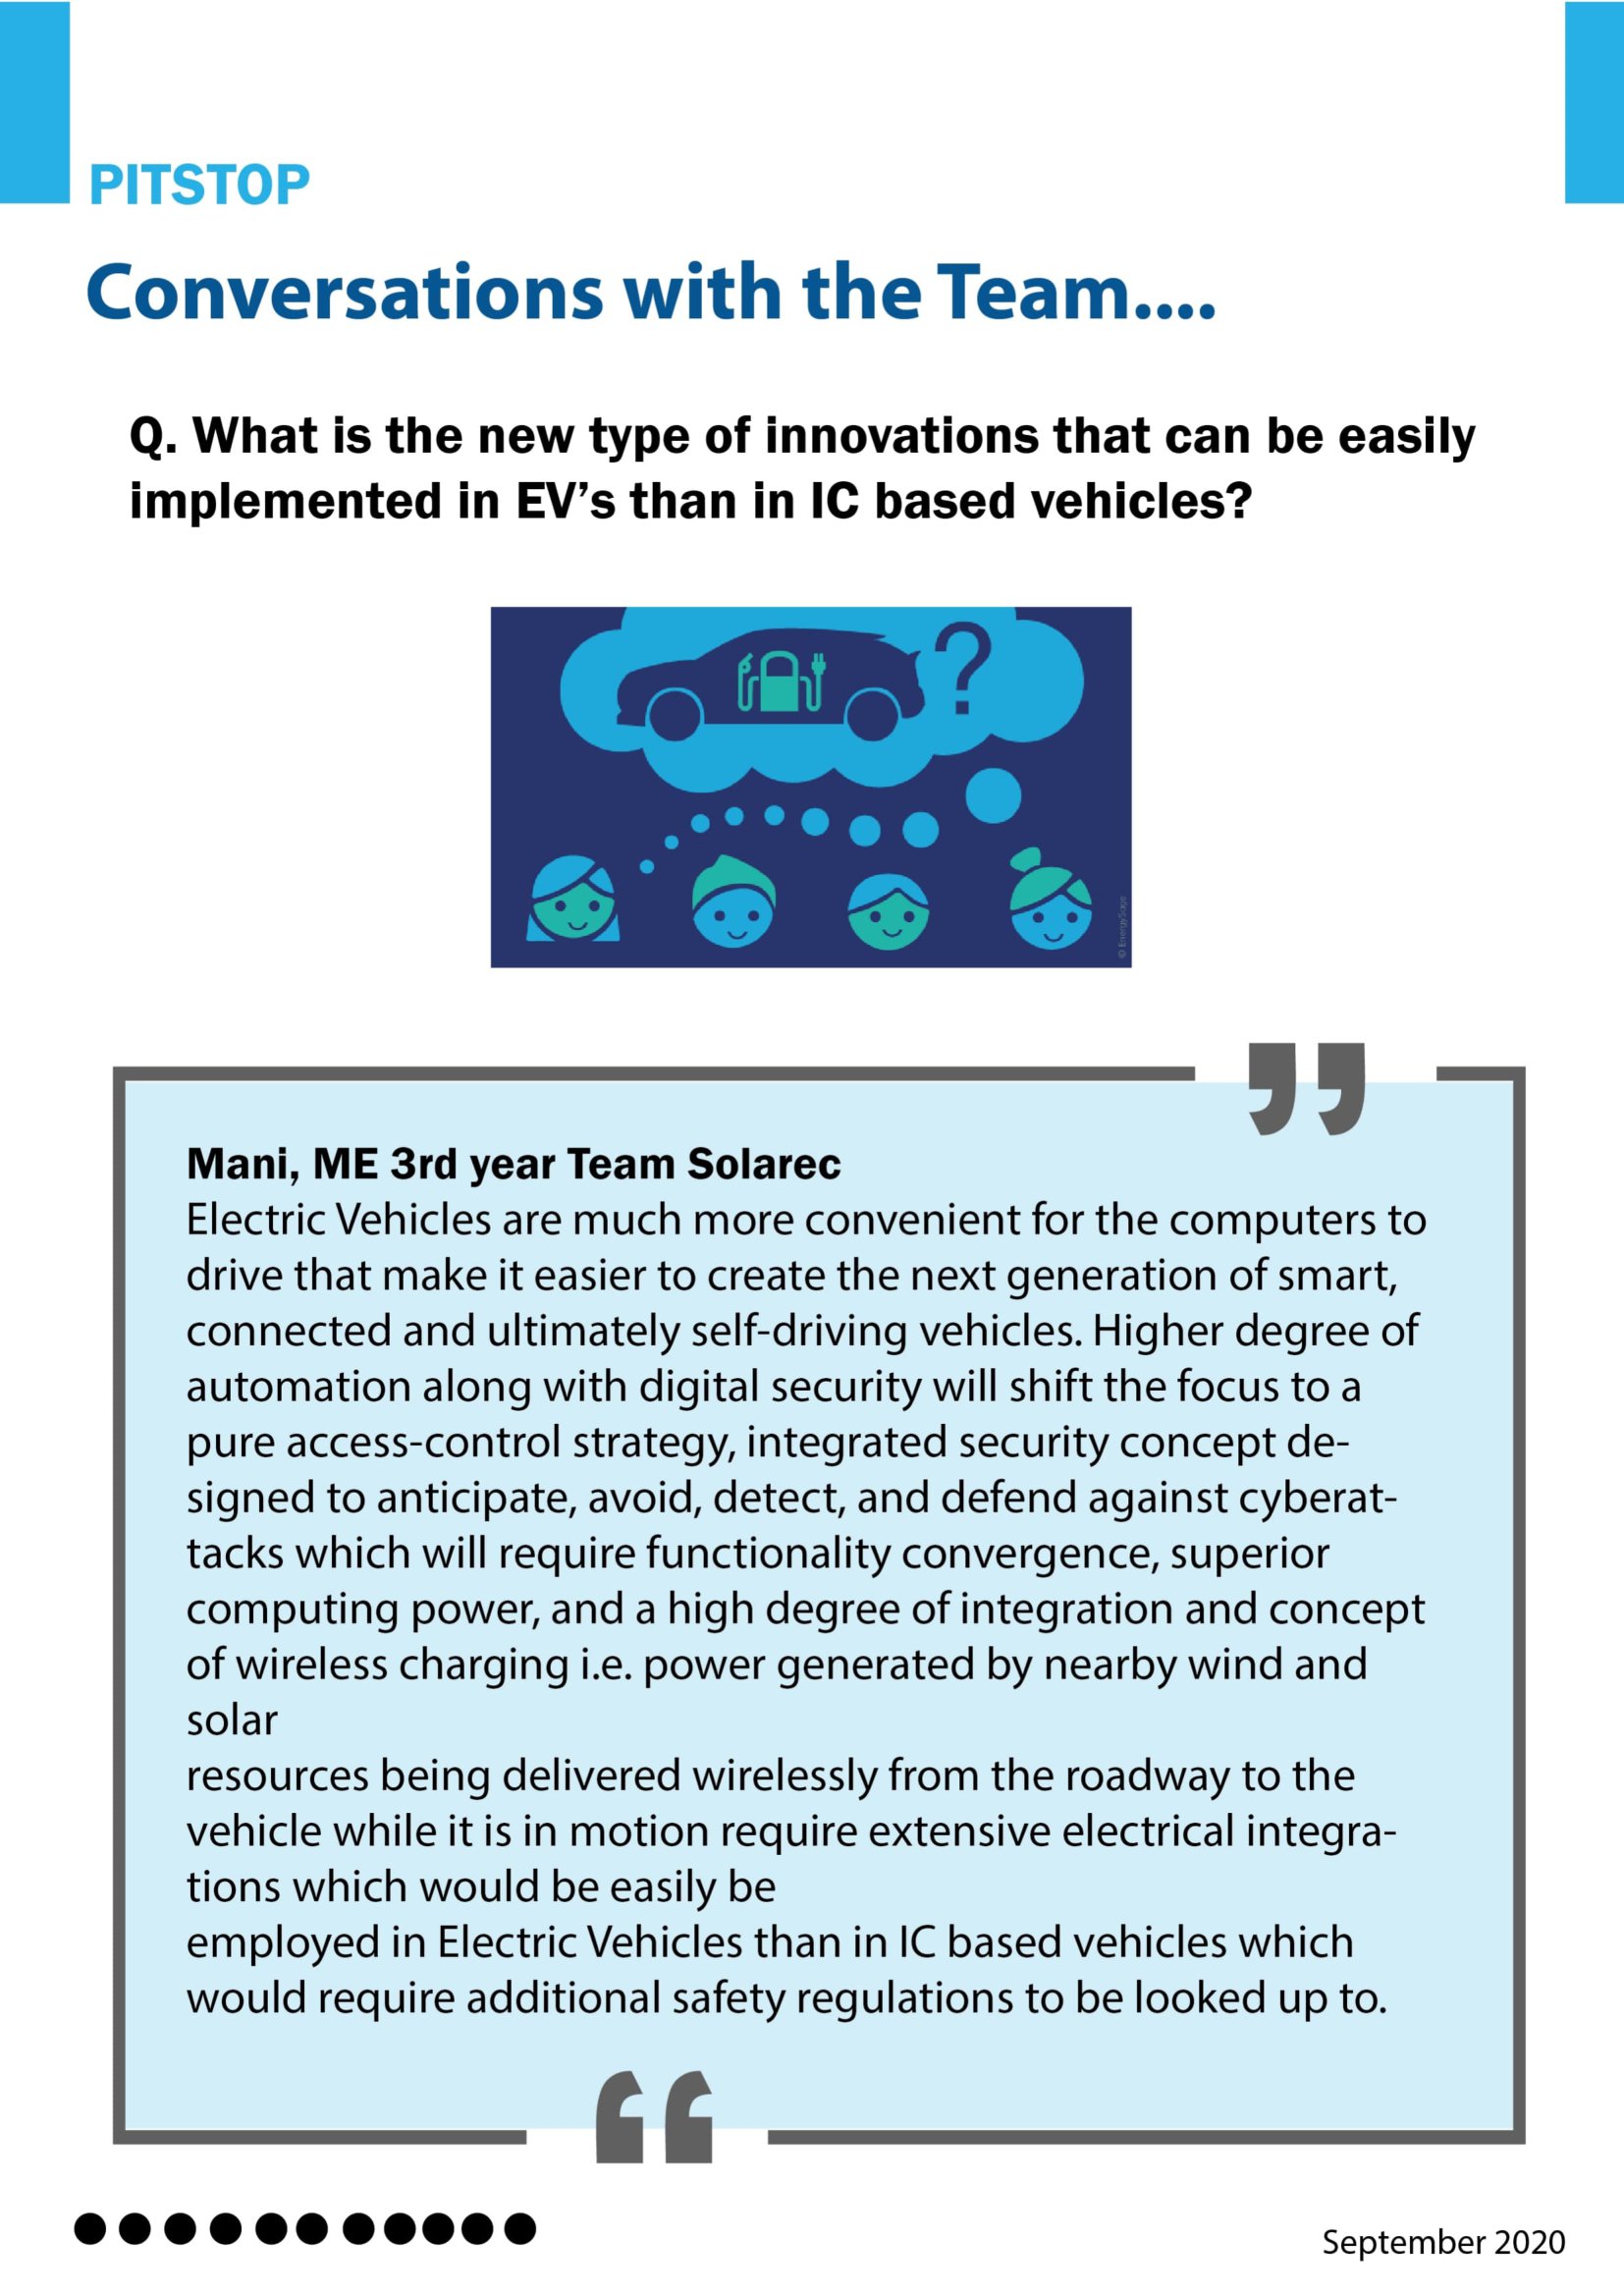 PITSTOP
Conversations with the Team....
Q. What is the new type of innovations that can be easily
implemented in EV’s than in IC based vehicles?
?
© EnergySage
”
Mani, ME 3rd year Team Solarec
Electric Vehicles are much more convenient for the computers to
drive that make it easier to create the next generation of smart,
connected and ultimately self-driving vehicles. Higher degree of
automation along with digital security will shift the focus to a
pure access-control strategy, integrated security concept de-
signed to anticipate, avoid, detect, and defend against cyberat-
tacks which will require functionality convergence, superior
computing power, and a high degree of integration and concept
of wireless charging i.e. power generated by nearby wind and
solar
resources being delivered wirelessly from the roadway to the
vehicle while it is in motion require extensive electrical integra-
tions which would be easily be
employed in Electric Vehicles than in IC based vehicles which
would require additional safety regulations to be looked up to.
“
September 2020